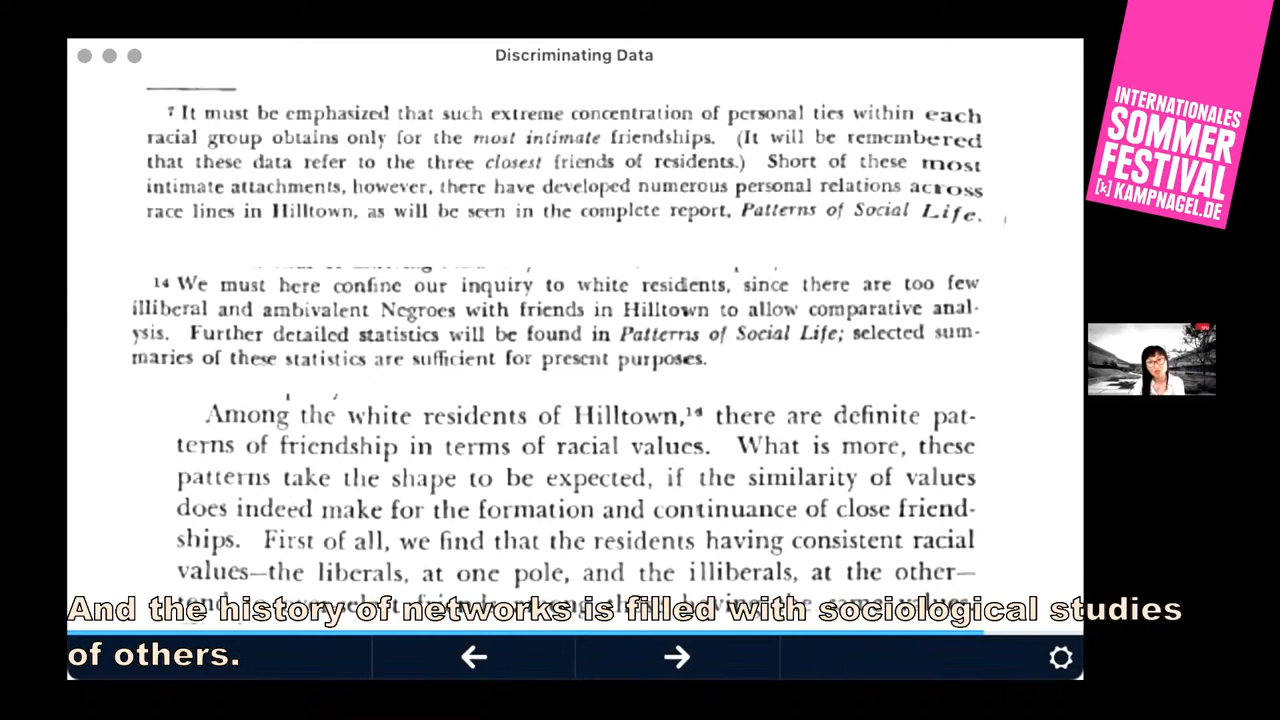 Discriminating Data
7 It must be emphasized that such extreme concentration of personal ties within each
racial group obtains only for the most intimate friendships. (It will be remembered
that these data refer to the three closest friends of residents.) Short of these most
intimate attachments, however, there have developed numerous personal relations across
race lines in Hilltown, as will be seen in the complete report, Patterns of Social Life.
14 We must here confine our inquiry to white residents, since there are too few
illiberal and ambivalent Negroes with friends in Hilltown to allow comparative anal-
ysis. Further detailed statistics will be found in Patterns of Social Life; selected sum-
maries of these statistics are sufficient for present purposes.
Among the white residents of Hilltown,14 there are definite pat-
terns of friendship in terms of racial values. What is more, these
patterns take the shape to be expected, if the similarity of values
does indeed make for the formation and continuance of close friend-
ships. First of all, we find that the residents having consistent racial
values—the liberals, at one pole, and the illiberals, at the other—
And the history of networks is filled with sociological studies
of others.
INTERNATIONALES
SOMMER
FESTIVAL
[k] KAMPNAGEL.DE